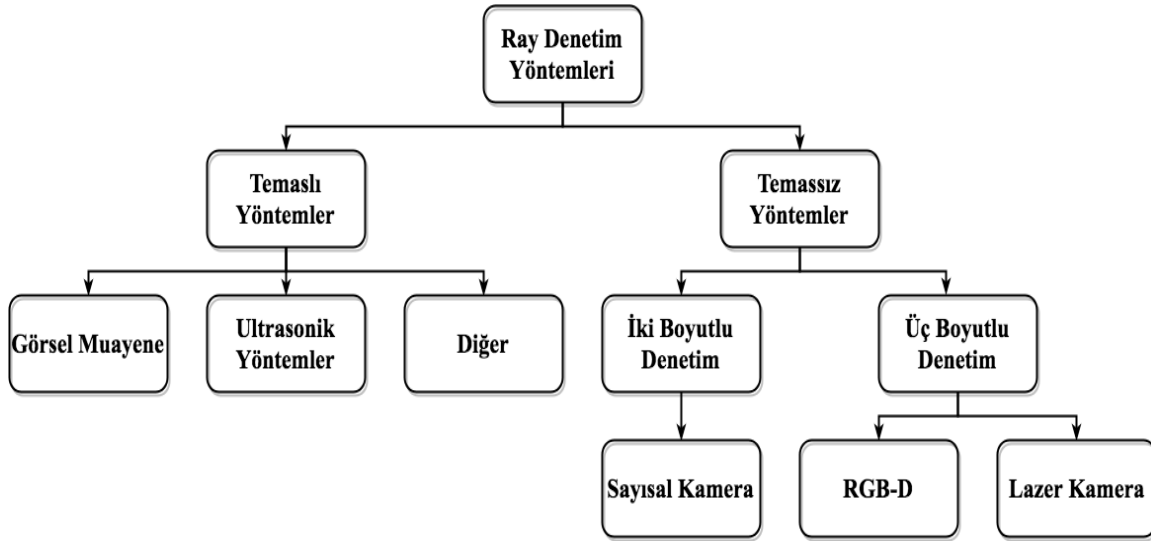 Ray Denetim
Yöntemleri
Temaslı
Yöntemler
Temassız
Yöntemler
Görsel Muayene
Ultrasonik
Yöntemler
Diğer
İki Boyutlu
Denetim
Üç Boyutlu
Denetim
Sayısal Kamera
RGB-D
Lazer Kamera